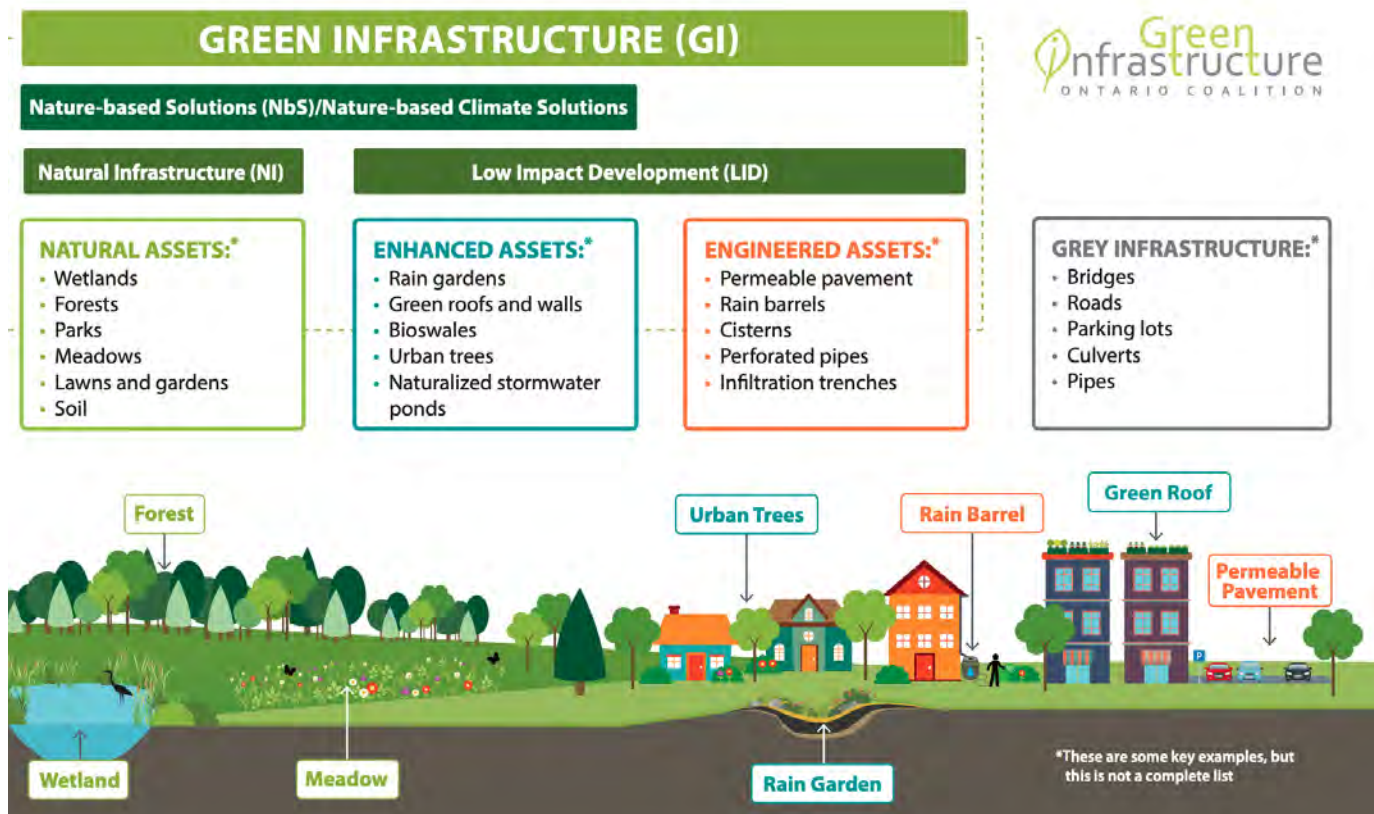 GREEN INFRASTRUCTURE (GI)
Green
infrastructure
ONTARIO COALITION
Nature-based Solutions (NbS)/Nature-based Climate Solutions
Natural Infrastructure (NI)
Low Impact Development (LID)
NATURAL ASSETS:*
• Wetlands
• Forests
• Parks
• Meadows
• Lawns and gardens
• Soil
ENHANCED ASSETS:*
• Rain gardens
• Green roofs and walls
• Bioswales
• Urban trees
• Naturalized stormwater
ponds
ENGINEERED ASSETS:*
• Permeable pavement
• Rain barrels
• Cisterns
• Perforated pipes
• Infiltration trenches
GREY INFRASTRUCTURE:*
• Bridges
• Roads
• Parking lots
• Culverts
• Pipes
Forest
Urban Trees
Rain Barrel
Green Roof
Permeable
Pavement
P
Wetland
Meadow
Rain Garden
*These are some key examples, but
this is not a complete list